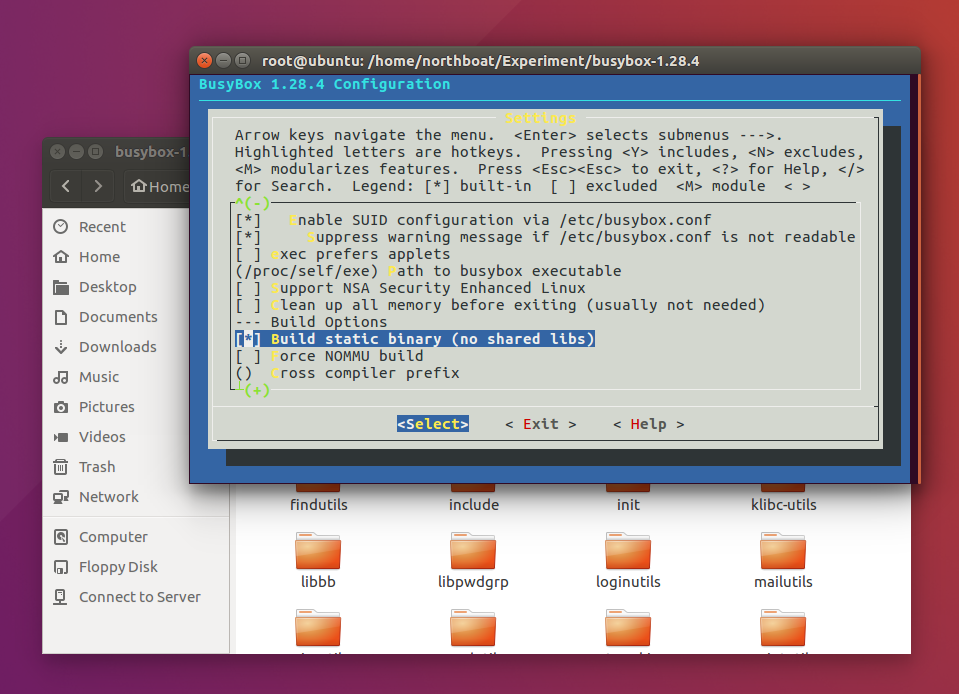 root@ubuntu: /home/northboat/Experiment/busybox-1.28.4
BusyBox 1.28.4 Configuration
Settings
Arrow keys navigate the menu.  <Enter> selects submenus --->.
Highlighted letters are hotkeys.  Pressing <Y> includes, <N> excludes,
<M> modularizes features.  Press <Esc><Esc> to exit, <?> for Help, </>
for Search.  Legend: [*] built-in  [ ] excluded  <M> module  < >
^(-)
[*]   Enable SUID configuration via /etc/busybox.conf
[*]     Suppress warning message if /etc/busybox.conf is not readable
[ ] exec prefers applets
(/proc/self/exe) Path to busybox executable
[ ] Support NSA Security Enhanced Linux
[ ] Clean up all memory before exiting (usually not needed)
--- Build Options
[*] Build static binary (no shared libs)
[ ] Force NOMMU build
() Cross compiler prefix
(+)
<Select>    < Exit >    < Help >
busybox-1
Home
Recent
Home
Desktop
Documents
Downloads
Music
Pictures
Videos
Trash
Network
Computer
Floppy Disk
Connect to Server
findutils include init klibc-utils
libbb libpwdgrp loginutils mailutils